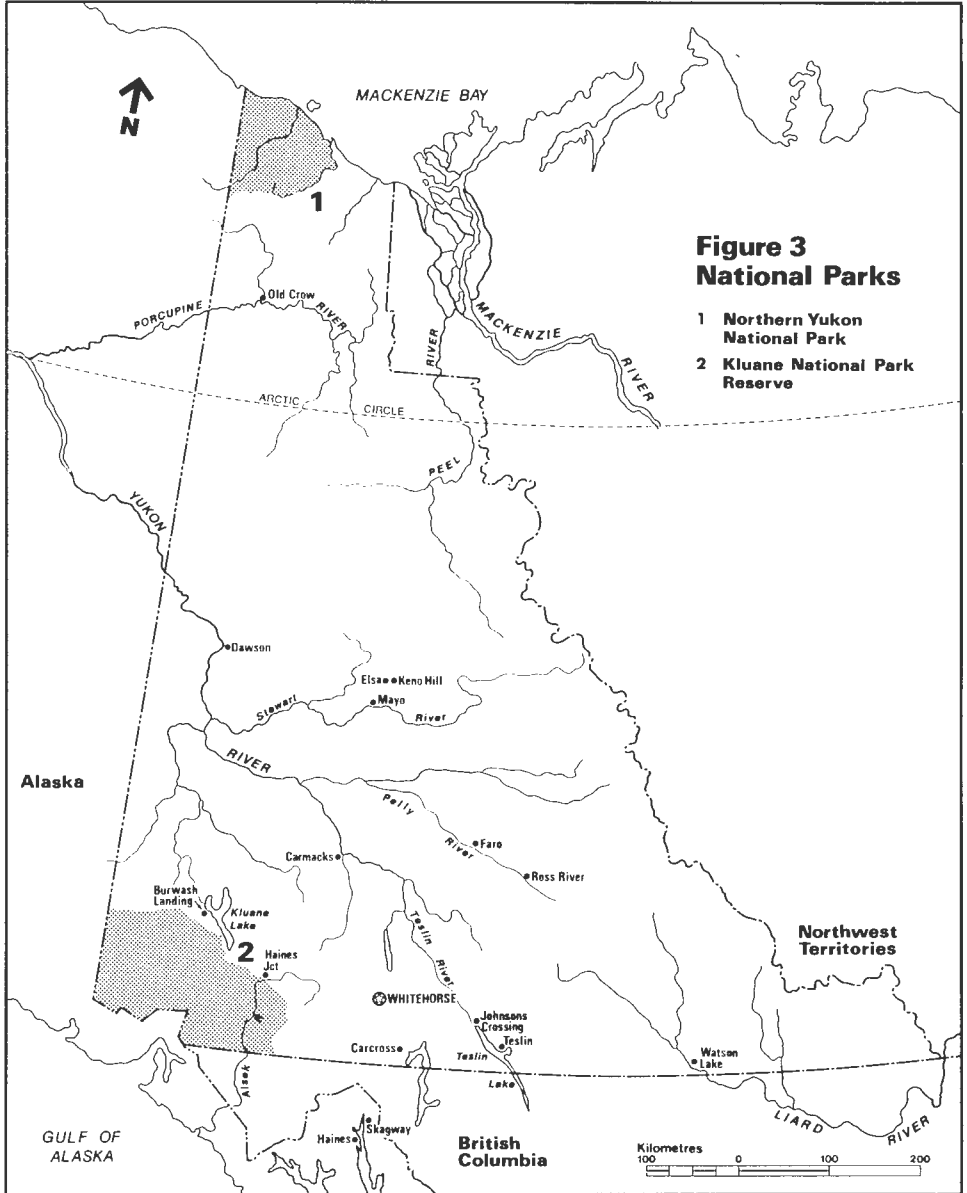 MACKENZIE BAY
N
1
Figure 3
National Parks
1 Northern Yukon
National Park
2 Kluane National Park
Reserve
Old Crow
PORCUPINE
RIVER
MACKENZIE
RIVER
RIVER
ARCTIC CIRCLE
PEEL
YUKON
Dawson
Elsa
Keno Hill
Mayo
Stewart
River
RIVER
Alaska
Pelly
River
Faro
Carmacks
Ross River
Burwash
Landing
Kluane
Lake
2
Haines
Jct
Teslin
River
Northwest
Territories
WHITEHORSE
Johnsons
Crossing
Teslin
Carcross
Teslin
Lake
Watson
Lake
Alsek
LIARD
RIVER
Skagway
Haines
GULF OF
ALASKA
British
Columbia
Kilometres
100 0 100 200